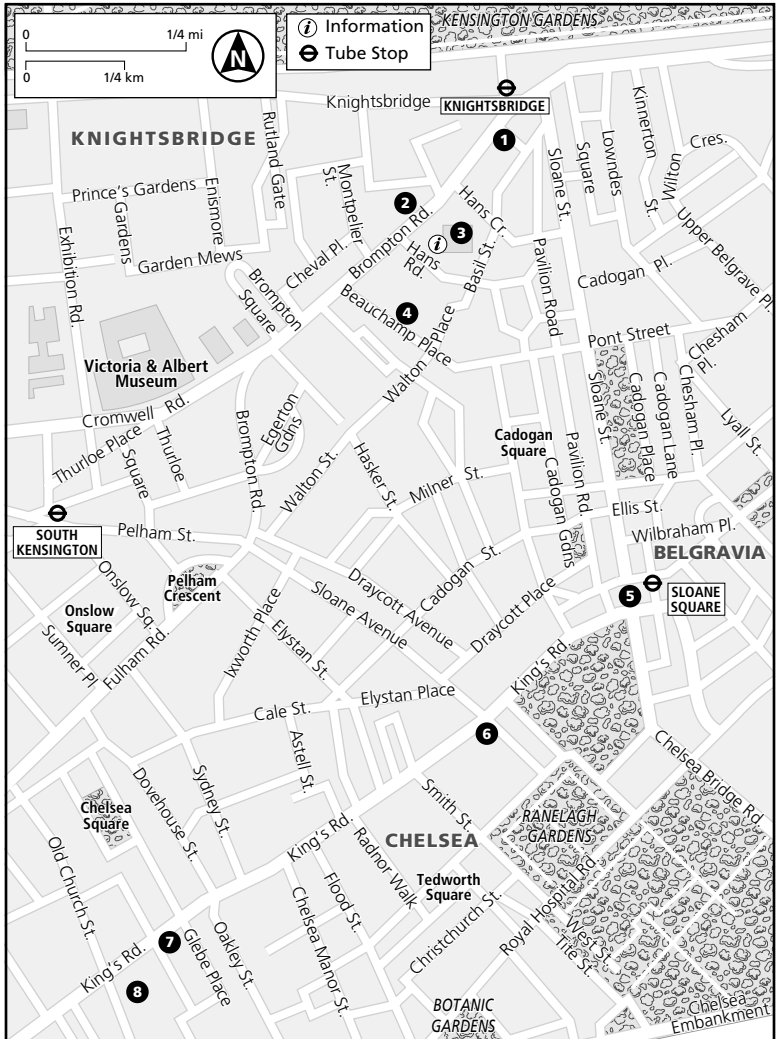 0
1/4 mi
0
1/4 km
N
i Information
Tube Stop
KENSINGTON GARDENS
Knightsbridge
KNIGHTSBRIDGE
1
KNIGHTSBRIDGE
Rutland Gate
Montpelier St.
Prince's Gardens
Enismore
Gardens
Garden Mews
Exhibition Rd.
2
Brompton Rd.
Cheval Pl.
Hans Cr.
3
i
Hans Rd.
Basil St.
Sloane St.
Square
Lowndes
Kinnerton St.
Wilton Cres.
Upper Belgrave Pl.
Pavilion Road
Cadogan Pl.
Brompton Square
4
Beauchamp Place
Walton Place
Pont Street
Chesham Pl.
Victoria & Albert
Museum
Cromwell Rd.
Thurloe Place
Thurloe
Square
Brompton Rd.
Egerton Gdns
Walton St.
Hasker St.
Milner St.
Cadogan
Square
Cadogan Gdns
Pavilion Rd.
Sloane St.
Cadogan Place
Cadogan Lane
Chesham Pl.
Lyall St.
Ellis St.
Wilbraham Pl.
BELGRAVIA
SOUTH
KENSINGTON
Pelham St.
Pelham
Crescent
Onslow Sq.
Onslow
Square
Sumner Pl
Fulham Rd.
Ixworth Place
Elystan St.
Sloane Avenue
Draycott Avenue
Cadogan St.
Draycott Place
5
SLOANE
SQUARE
King's Rd.
Elystan Place
Cale St.
6
Astell St.
Smith St.
Chelsea Bridge Rd.
Chelsea
Square
Dovehouse St.
Sydney St.
King's Rd.
CHELSEA
RANELAGH
GARDENS
Old Church St.
Radnor Walk
Tedworth
Square
Flood St.
Chelsea Manor St.
Christchurch St.
Royal Hospital Rd.
West St.
Tite St.
7
King's Rd.
Glebe Place
Oakley St.
8
BOTANIC
GARDENS
Chelsea
Embankment